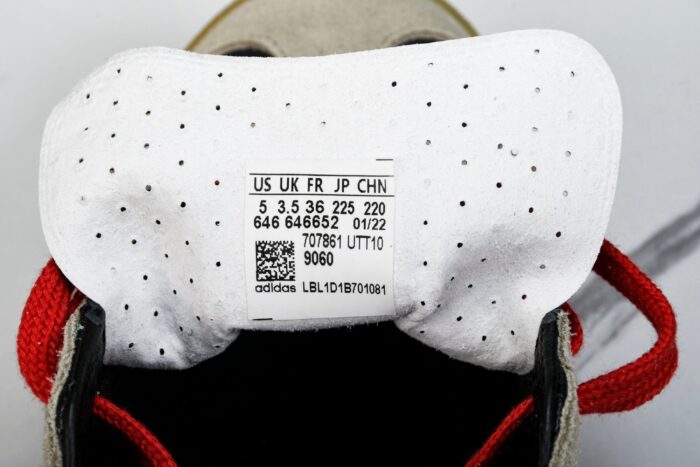 US UK FR JP CHN
5 3.5 36 225 220
646 646652 01/22
707861 UTT10
9060
adidas LBL1D1B701081